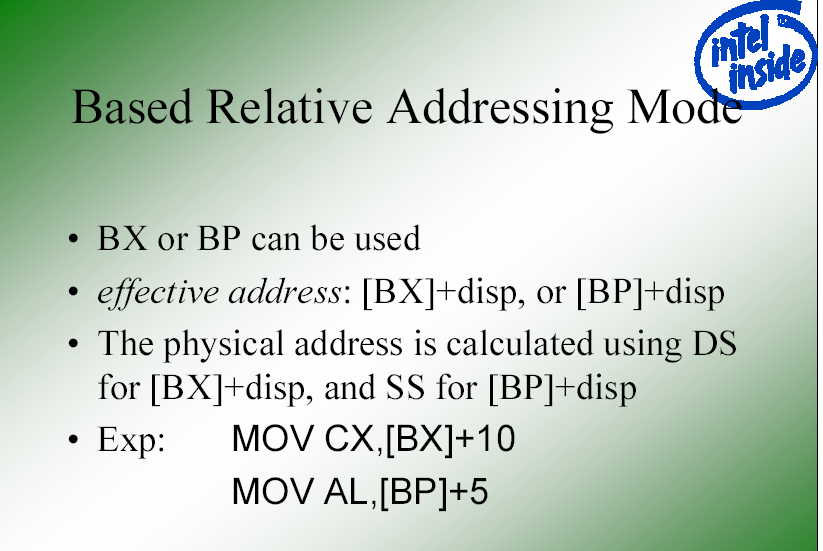 intel
inside
Based Relative Addressing Mode
• BX or BP can be used
• effective address: [BX]+disp, or [BP]+disp
• The physical address is calculated using DS
for [BX]+disp, and SS for [BP]+disp
• Exp: MOV CX,[BX]+10
MOV AL,[BP]+5